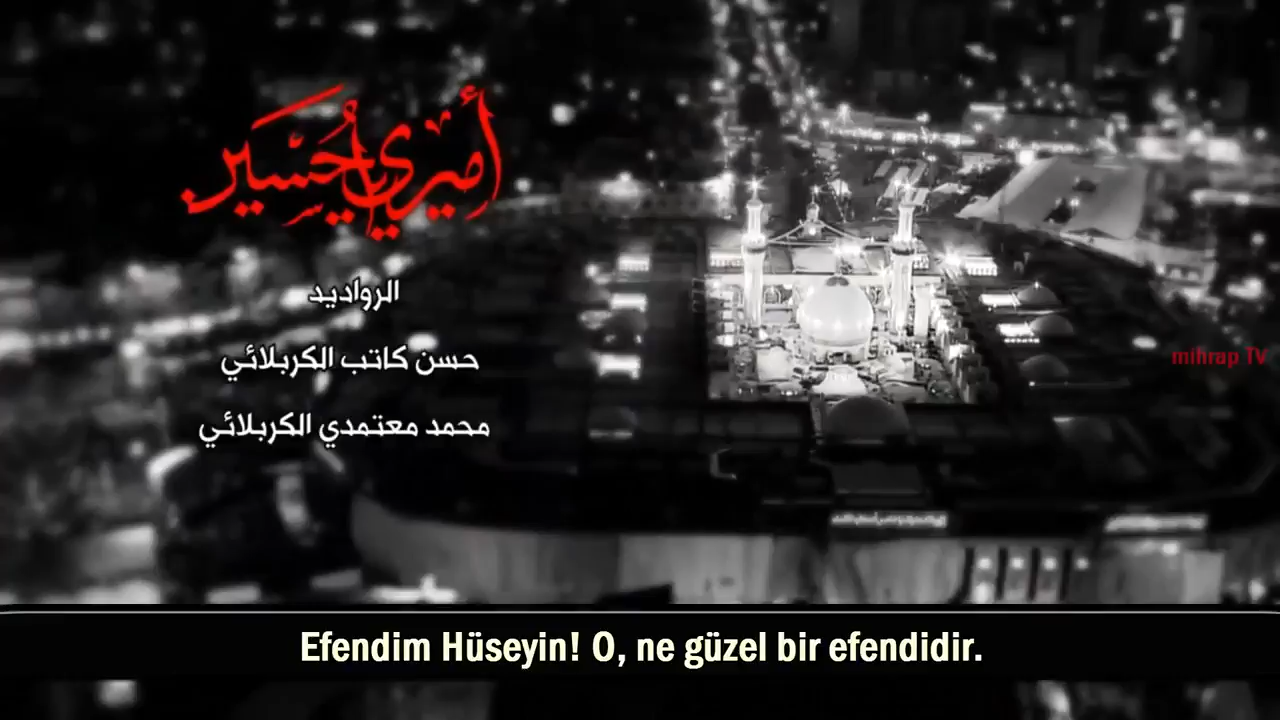 أميري حسين
الرواديد
حسن كاتب الكربلائي
محمد معتمدي الكربلائي
mihrap TV
Efendim Hüseyin! O, ne güzel bir efendidir.